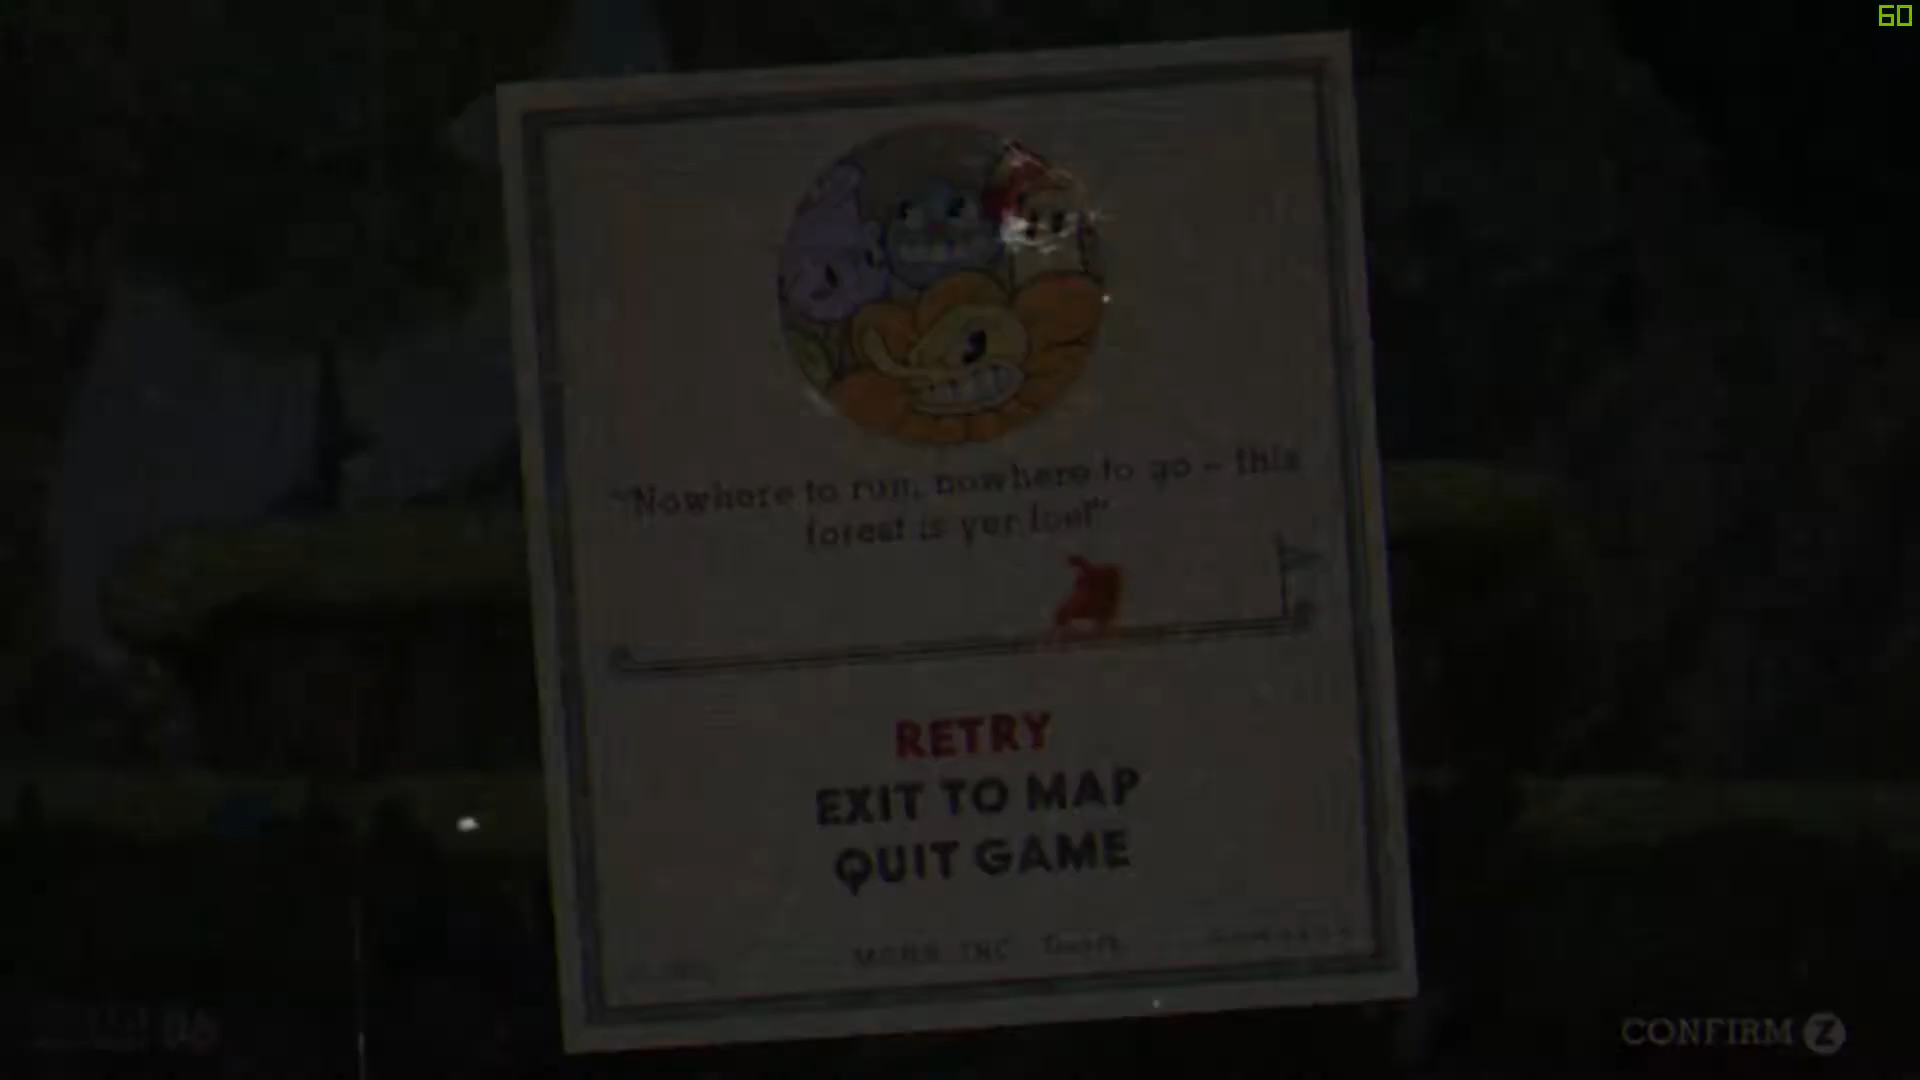 60
"Nowhere to run, nowhere to go – this
forest is yer foe!"
RETRY
EXIT TO MAP
QUIT GAME
CONFIRM Z